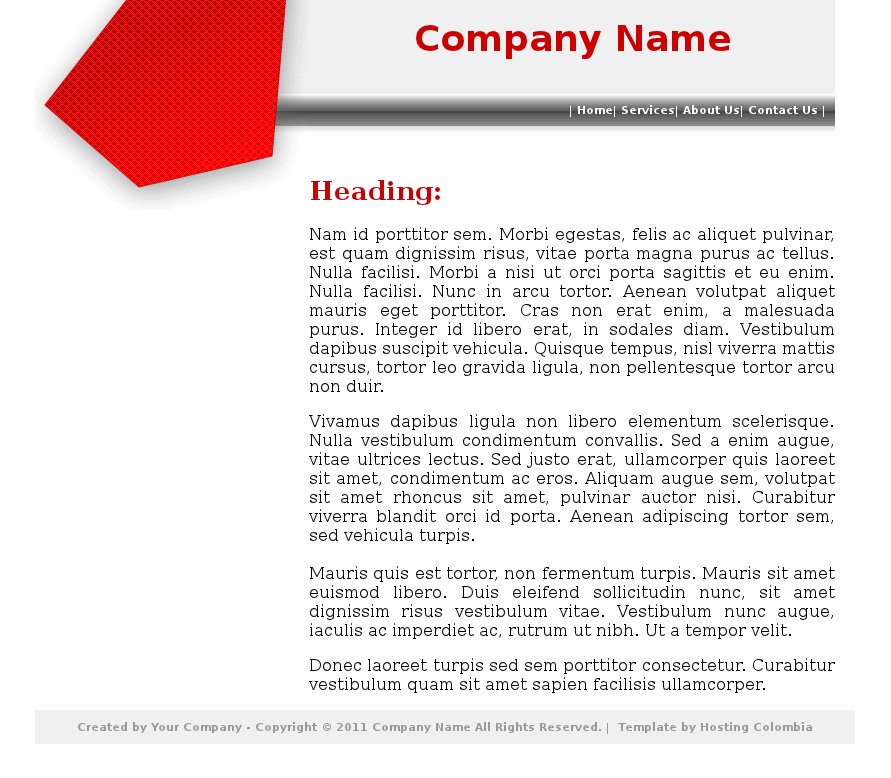 Company Name
| Home| Services| About Us| Contact Us |
Heading:
Nam id porttitor sem. Morbi egestas, felis ac aliquet pulvinar,
est quam dignissim risus, vitae porta magna purus ac tellus.
Nulla facilisi. Morbi a nisi ut orci porta sagittis et eu enim.
Nulla facilisi. Nunc in arcu tortor. Aenean volutpat aliquet
mauris eget porttitor. Cras non erat enim, a malesuada
purus. Integer id libero erat, in sodales diam. Vestibulum
dapibus suscipit vehicula. Quisque tempus, nisl viverra mattis
cursus, tortor leo gravida ligula, non pellentesque tortor arcu
non duir.
Vivamus dapibus ligula non libero elementum scelerisque.
Nulla vestibulum condimentum convallis. Sed a enim augue,
vitae ultrices lectus. Sed justo erat, ullamcorper quis laoreet
sit amet, condimentum ac eros. Aliquam augue sem, volutpat
sit amet rhoncus sit amet, pulvinar auctor nisi. Curabitur
viverra blandit orci id porta. Aenean adipiscing tortor sem,
sed vehicula turpis.
Mauris quis est tortor, non fermentum turpis. Mauris sit amet
euismod libero. Duis eleifend sollicitudin nunc, sit amet
dignissim risus vestibulum vitae. Vestibulum nunc augue,
iaculis ac imperdiet ac, rutrum ut nibh. Ut a tempor velit.
Donec laoreet turpis sed sem porttitor consectetur. Curabitur
vestibulum quam sit amet sapien facilisis ullamcorper.
Created by Your Company - Copyright © 2011 Company Name All Rights Reserved. | Template by Hosting Colombia